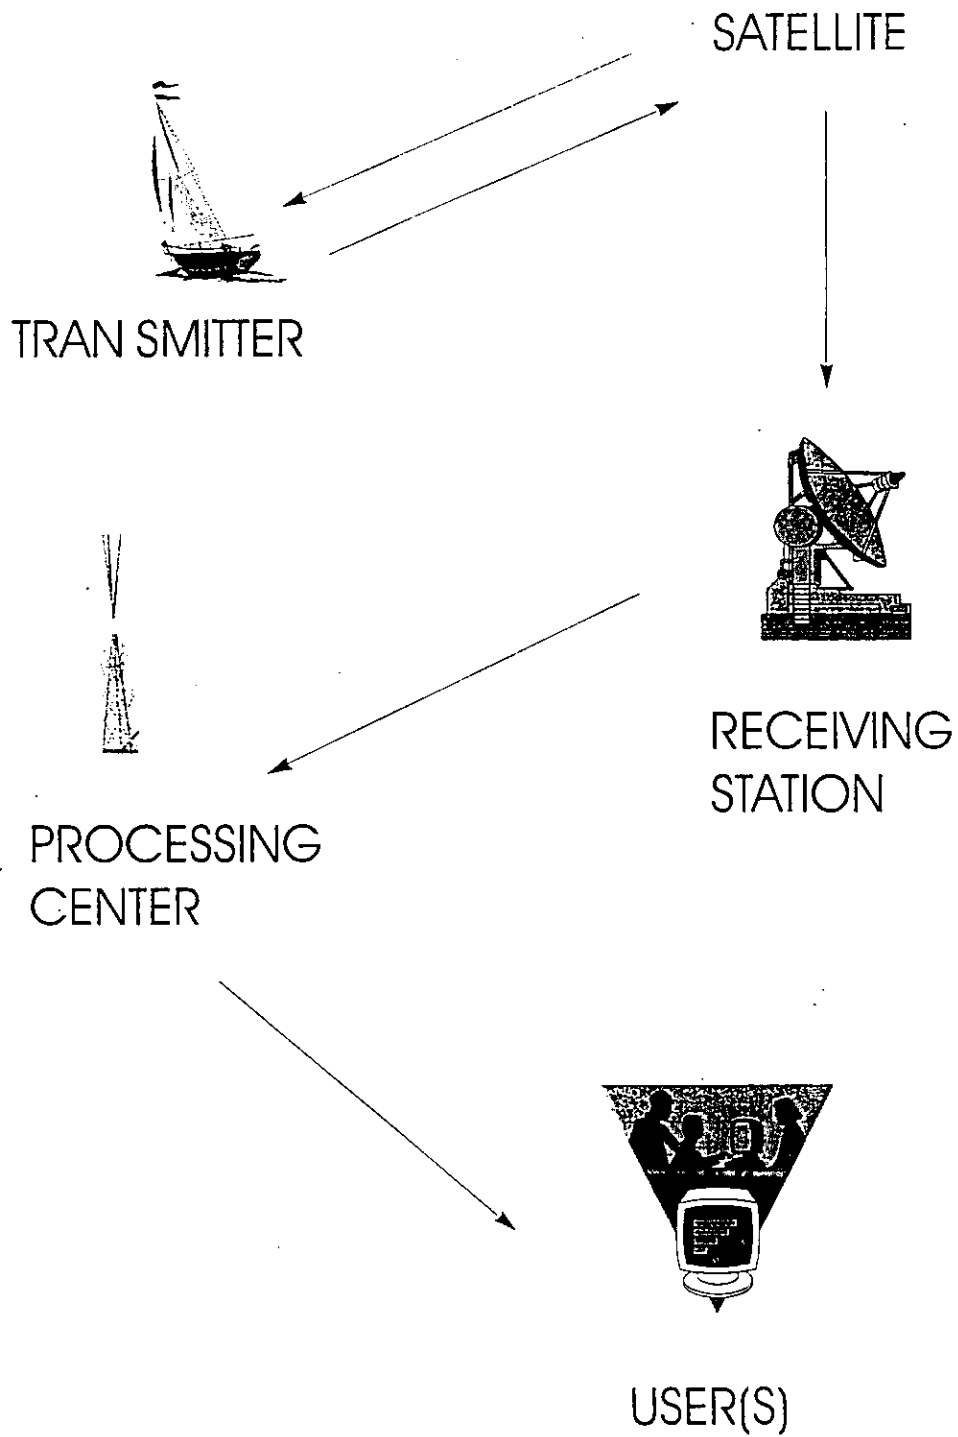 SATELLITE
TRAN SMITTER
RECEIVING
STATION
PROCESSING
CENTER
USER(S)